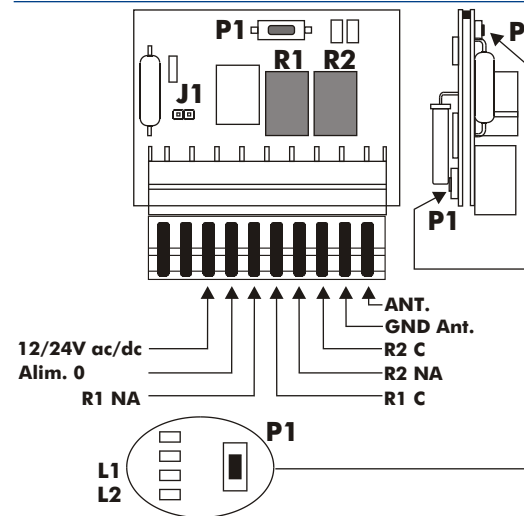 P1
P
R1 R2
J1
P1
ANT.
GND Ant.
12/24V ac/dc
R2 C
Alim. 0
R2 NA
R1 NA
R1 C
P1
L1
L2